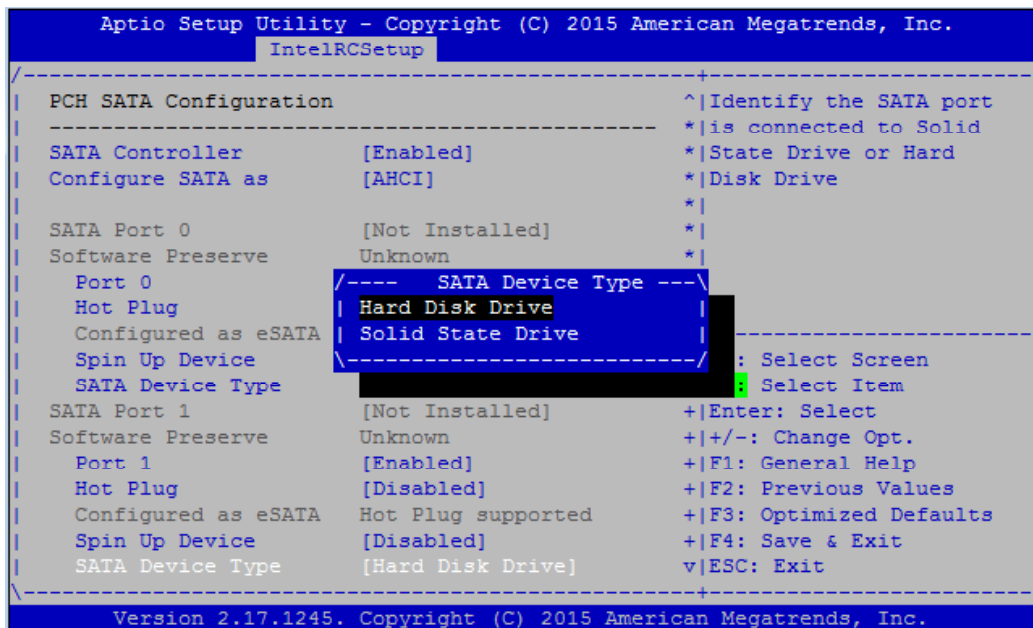 Aptio Setup Utility - Copyright (C) 2015 American Megatrends, Inc.
IntelRCSetup
/----------------------------------------------------+-------------------------
| PCH SATA Configuration ^|Identify the SATA port
| ----------------------------------------------- *|is connected to Solid
| SATA Controller [Enabled] *|State Drive or Hard
| Configure SATA as [AHCI] *|Disk Drive
| *|
| SATA Port 0 [Not Installed] *|
| Software Preserve Unknown *|
| Port 0 /---- SATA Device Type ---\
| Hot Plug | Hard Disk Drive |
| Configured as eSATA | Solid State Drive | -----------------------
| Spin Up Device \---------------------------/ : Select Screen
| SATA Device Type : Select Item
| SATA Port 1 [Not Installed] +|Enter: Select
| Software Preserve Unknown +|+/-: Change Opt.
| Port 1 [Enabled] +|F1: General Help
| Hot Plug [Disabled] +|F2: Previous Values
| Configured as eSATA Hot Plug supported +|F3: Optimized Defaults
| Spin Up Device [Disabled] +|F4: Save & Exit
| SATA Device Type [Hard Disk Drive] v|ESC: Exit
\----------------------------------------------------+-------------------------
Version 2.17.1245. Copyright (C) 2015 American Megatrends, Inc.